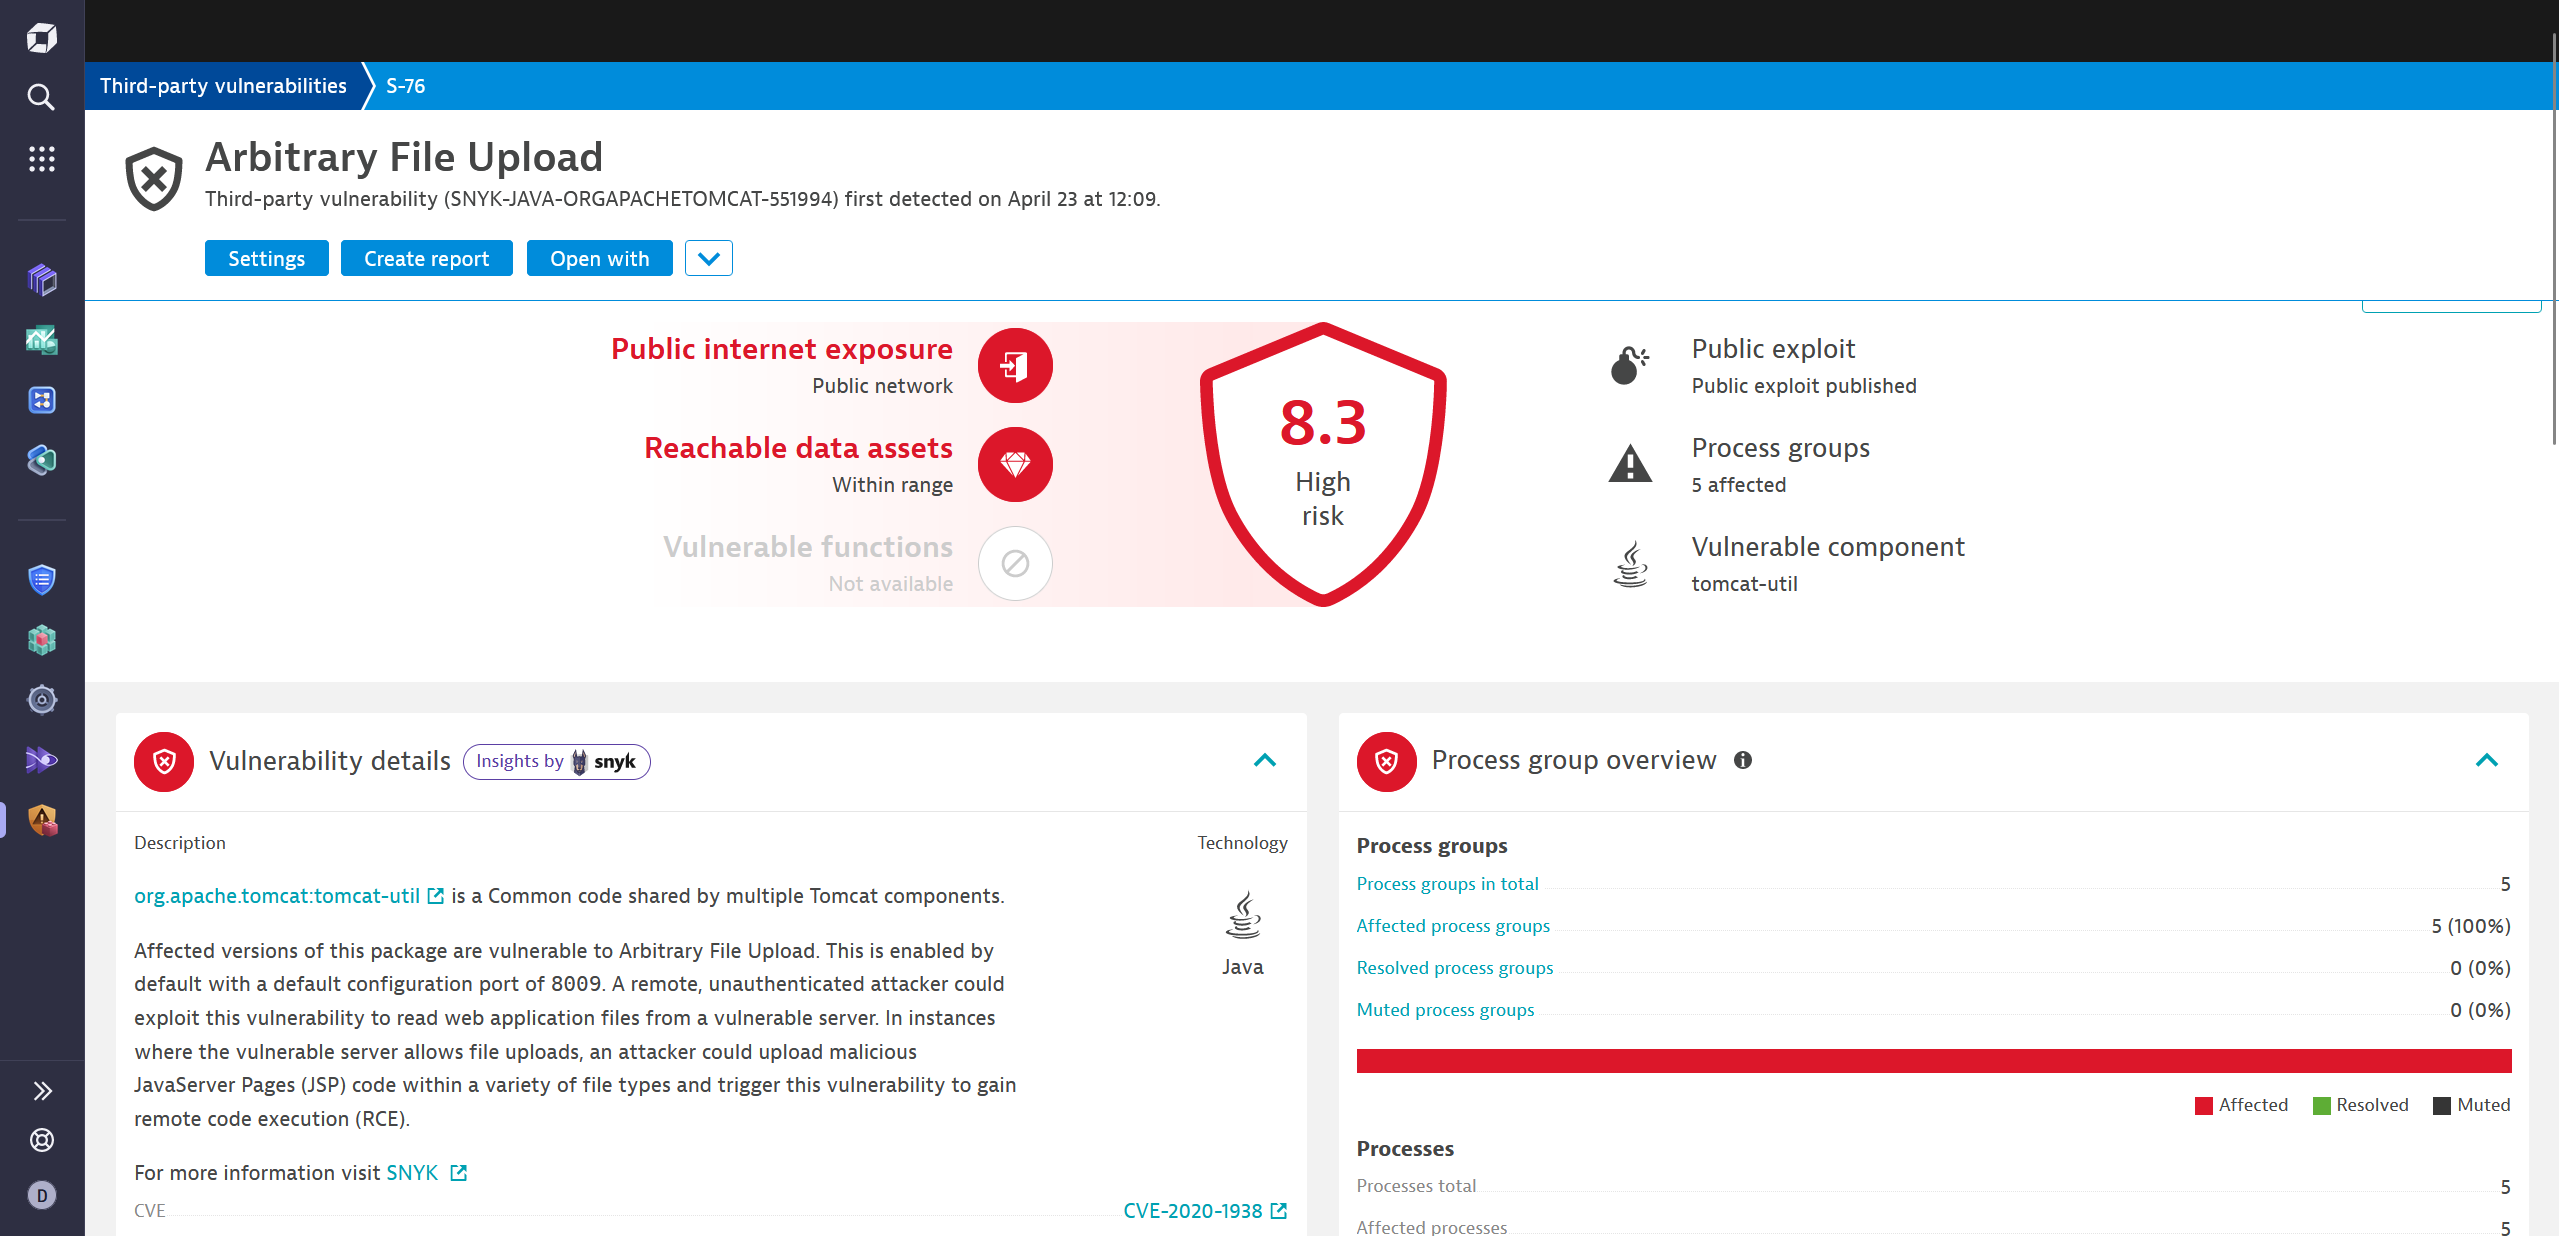 Third-party vulnerabilities
S-76
Arbitrary File Upload
Third-party vulnerability (SNYK-JAVA-ORGAPACHETOMCAT-551994) first detected on April 23 at 12:09.
Settings
Create report
Open with
Public internet exposure
Public network
Reachable data assets
Within range
Vulnerable functions
Not available
8.3
High
risk
Public exploit
Public exploit published
Process groups
5 affected
Vulnerable component
tomcat-util
Vulnerability details
Insights by snyk
Description
Technology
org.apache.tomcat:tomcat-util is a Common code shared by multiple Tomcat components.
Affected versions of this package are vulnerable to Arbitrary File Upload. This is enabled by
default with a default configuration port of 8009. A remote, unauthenticated attacker could
exploit this vulnerability to read web application files from a vulnerable server. In instances
where the vulnerable server allows file uploads, an attacker could upload malicious
JavaServer Pages (JSP) code within a variety of file types and trigger this vulnerability to gain
remote code execution (RCE).
Java
For more information visit SNYK
CVE
CVE-2020-1938
Process group overview
Process groups
Process groups in total 5
Affected process groups 5 (100%)
Resolved process groups 0 (0%)
Muted process groups 0 (0%)
Affected Resolved Muted
Processes
Processes total 5
Affected processes 5
D